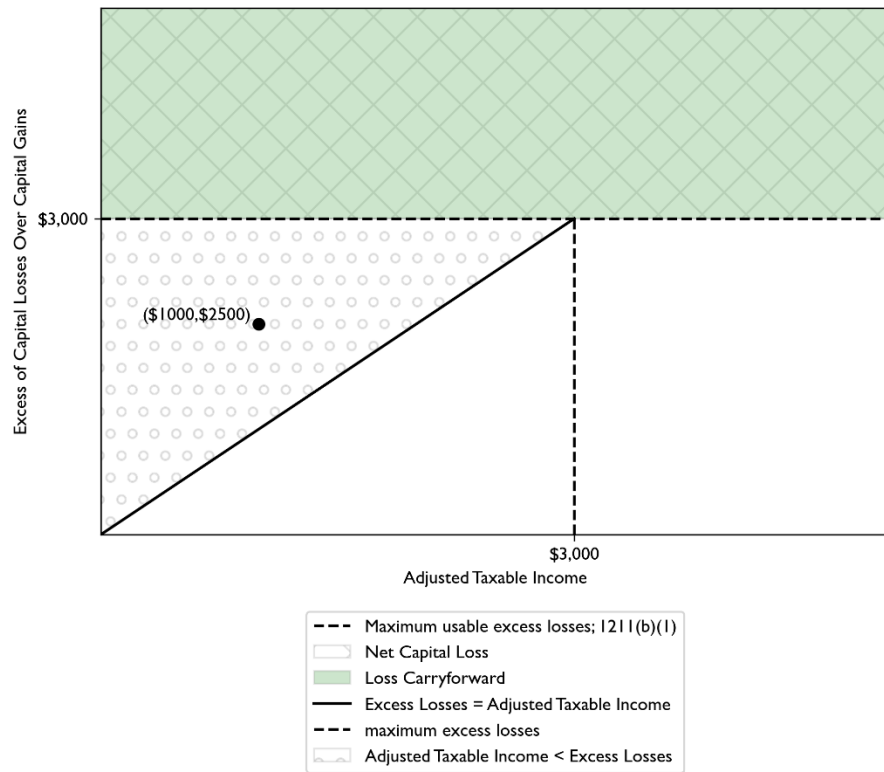 Excess of Capital Losses Over Capital Gains
$3,000
($1000,$2500)
$3,000
Adjusted Taxable Income
Maximum usable excess losses; 1211(b)(1)
Net Capital Loss
Loss Carryforward
Excess Losses = Adjusted Taxable Income
maximum excess losses
Adjusted Taxable Income < Excess Losses